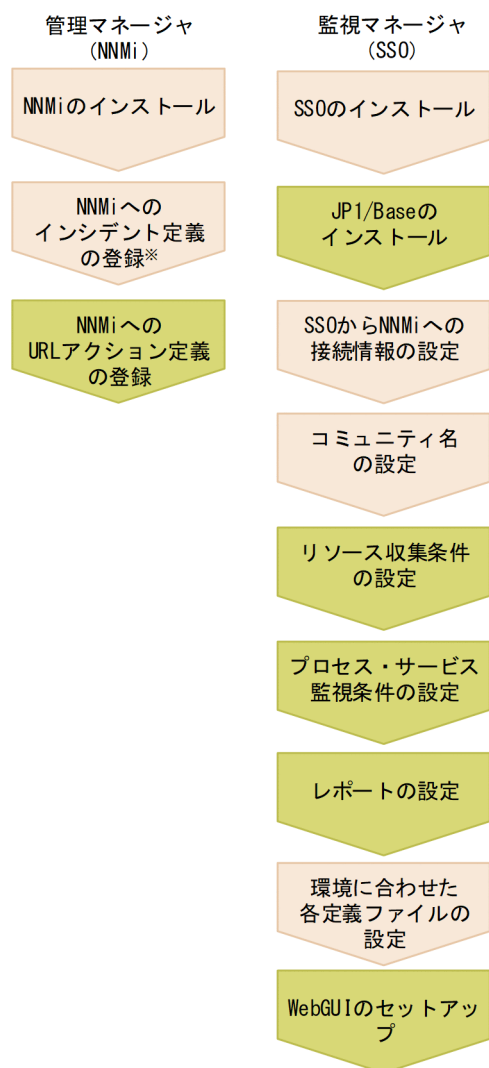 管理マネージャ
(NNMi)
NNMiのインストール
NNMiへの
インシデント定義
の登録※
NNMiへの
URLアクション定義
の登録
監視マネージャ
(SSO)
SSOのインストール
JP1/Baseの
インストール
SSOからNNMiへの
接続情報の設定
コミュニティ名
の設定
リソース収集条件
の設定
プロセス・サービス
監視条件の設定
レポートの設定
環境に合わせた
各定義ファイルの
設定
WebGUIのセットアッ
プ